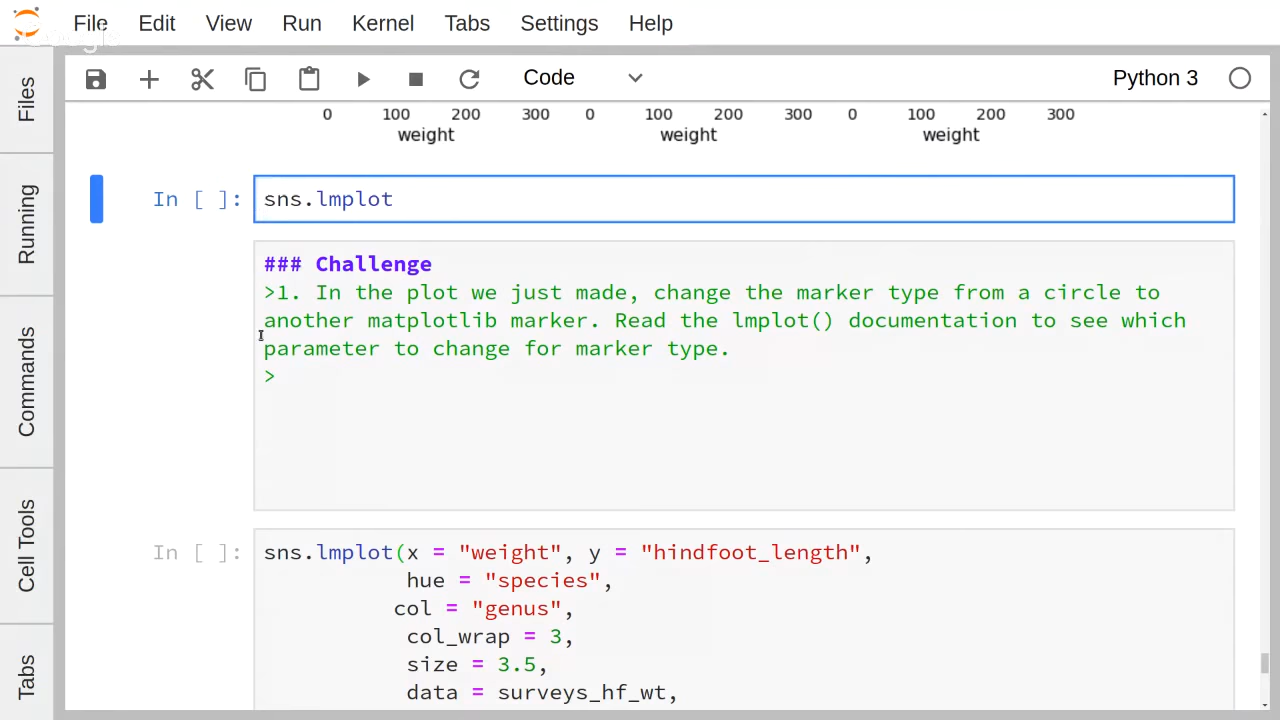 File Edit View Run Kernel Tabs Settings Help
Code Python 3
Files
Running
Commands
Cell Tools
Tabs
0 100 200 300 0 100 200 300 0 100 200 300
weight weight weight
In [ ]: sns.lmplot
### Challenge
>1. In the plot we just made, change the marker type from a circle to
another matplotlib marker. Read the lmplot() documentation to see which
parameter to change for marker type.
>
In [ ]: sns.lmplot(x = "weight", y = "hindfoot_length",
hue = "species",
col = "genus",
col_wrap = 3,
size = 3.5,
data = surveys_hf_wt,